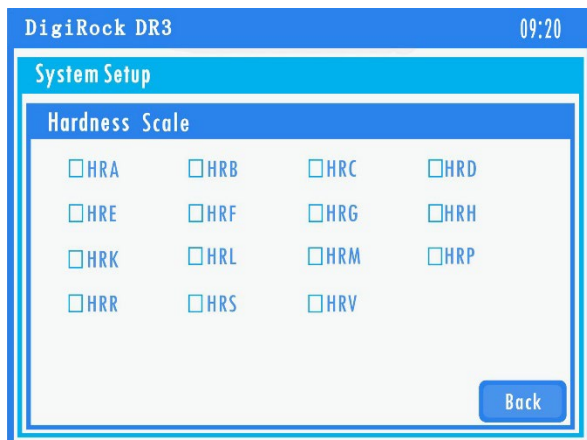 DigiRock DR3 09:20
System Setup
Hardness Scale
HRA HRB HRC HRD
HRE HRF HRG HRH
HRK HRL HRM HRP
HRR HRS HRV
Back